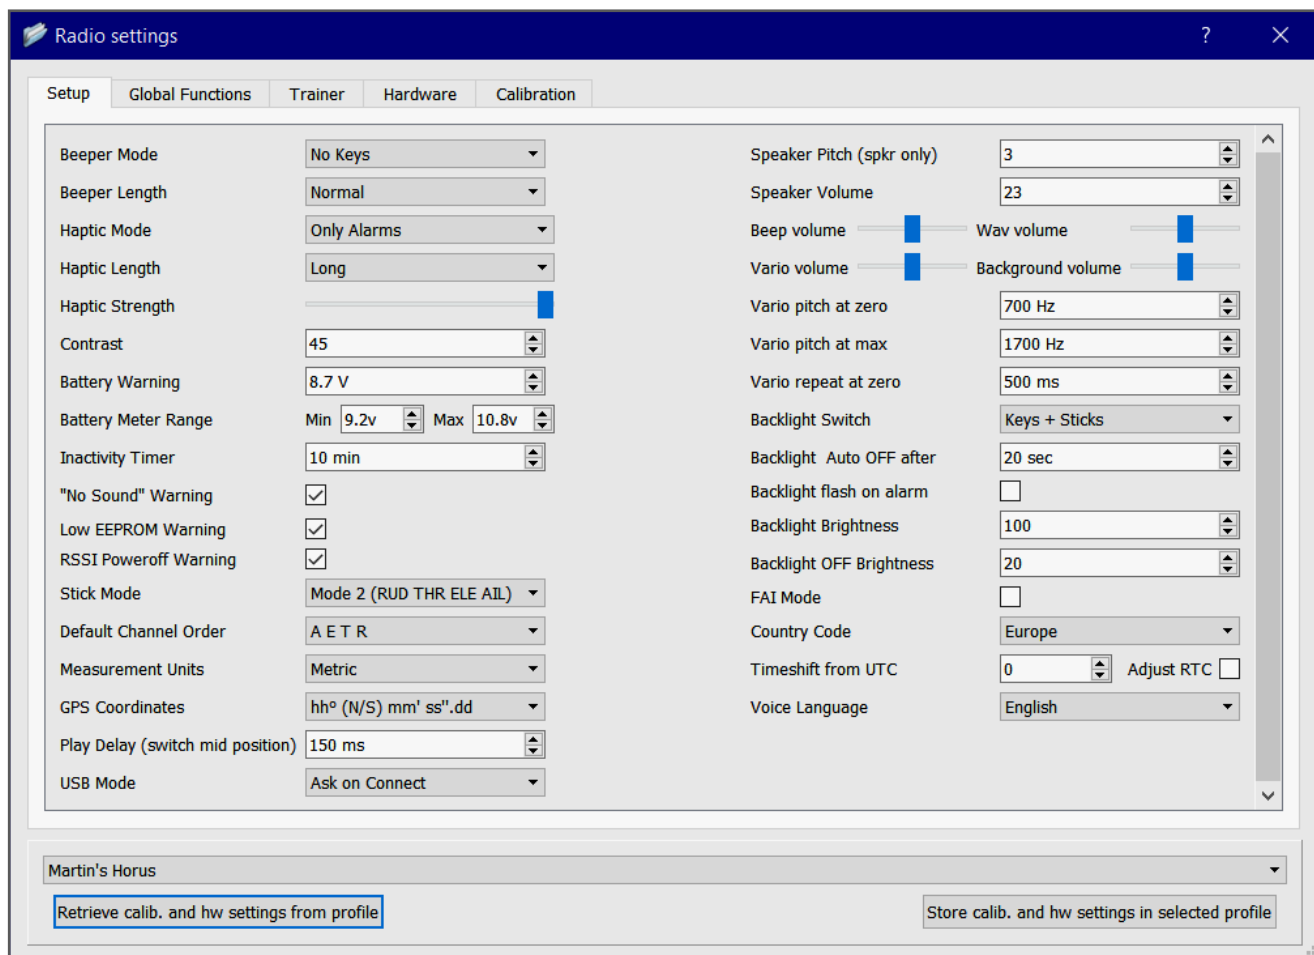 Radio settings ?
Setup Global Functions Trainer Hardware Calibration
Beeper Mode No Keys
Beeper Length Normal
Haptic Mode Only Alarms
Haptic Length Long
Haptic Strength
Contrast 45
Battery Warning 8.7 V
Battery Meter Range Min 9.2v Max 10.8v
Inactivity Timer 10 min
"No Sound" Warning
Low EEPROM Warning
RSSI Poweroff Warning
Stick Mode Mode 2 (RUD THR ELE AIL)
Default Channel Order A E T R
Measurement Units Metric
GPS Coordinates hhº (N/S) mm' ss".dd
Play Delay (switch mid position) 150 ms
USB Mode Ask on Connect
Speaker Pitch (spkr only) 3
Speaker Volume 23
Beep volume Wav volume
Vario volume Background volume
Vario pitch at zero 700 Hz
Vario pitch at max 1700 Hz
Vario repeat at zero 500 ms
Backlight Switch Keys + Sticks
Backlight Auto OFF after 20 sec
Backlight flash on alarm
Backlight Brightness 100
Backlight OFF Brightness 20
FAI Mode
Country Code Europe
Timeshift from UTC 0 Adjust RTC
Voice Language English
Martin's Horus
Retrieve calib. and hw settings from profile Store calib. and hw settings in selected profile